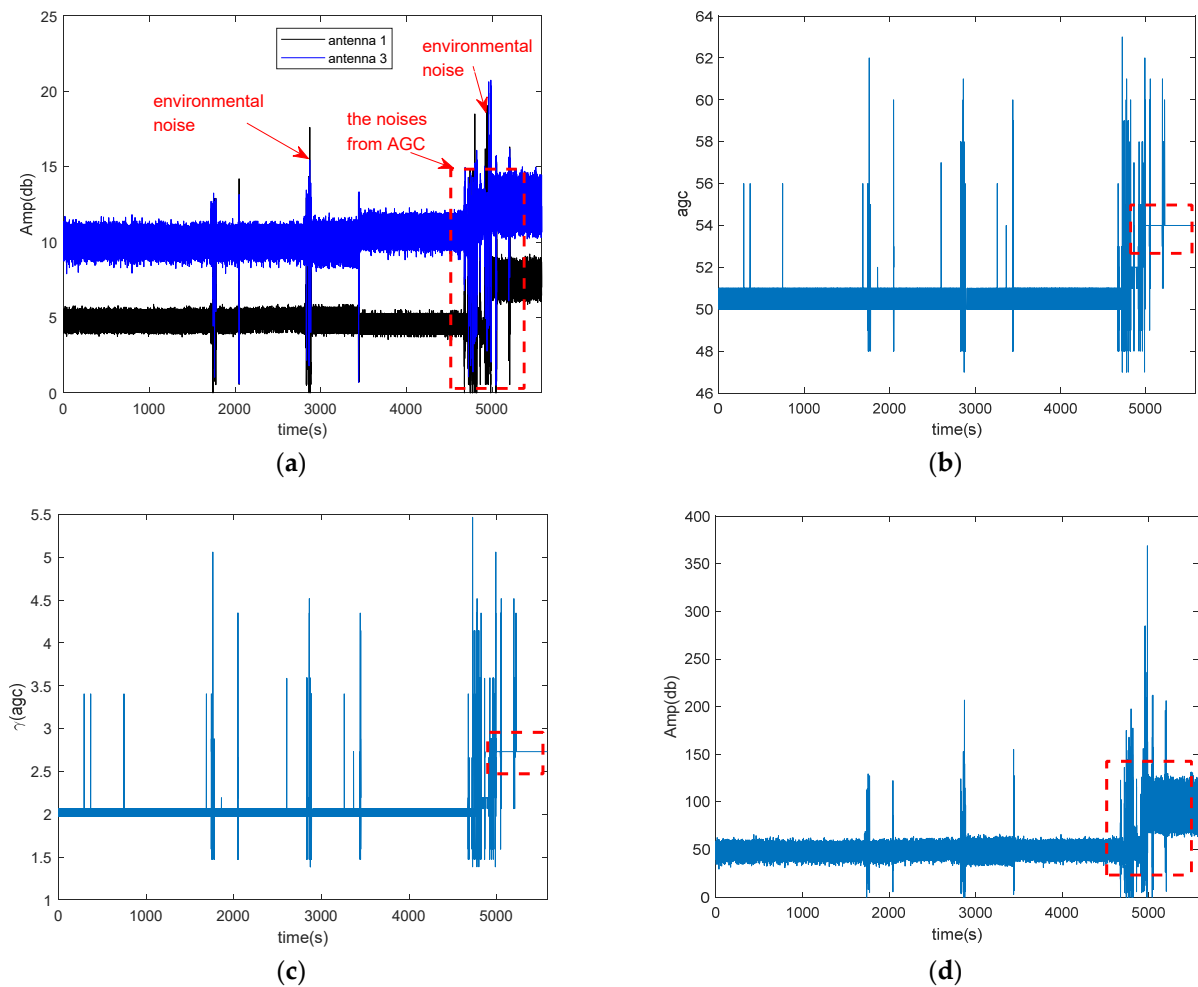 25
20
15
10
5
0
Amp(db)
antenna 1
antenna 3
environmental
noise
environmental
noise
the noises
from AGC
0 1000 2000 3000 4000 5000
time(s)
(a)
64
62
60
58
56
54
52
50
48
46
agc
0 1000 2000 3000 4000 5000
time(s)
(b)
5.5
5
4.5
4
3.5
3
2.5
2
1.5
1
γ(agc)
0 1000 2000 3000 4000 5000
time(s)
(c)
400
350
300
250
200
150
100
50
0
Amp(db)
0 1000 2000 3000 4000 5000
time(s)
(d)